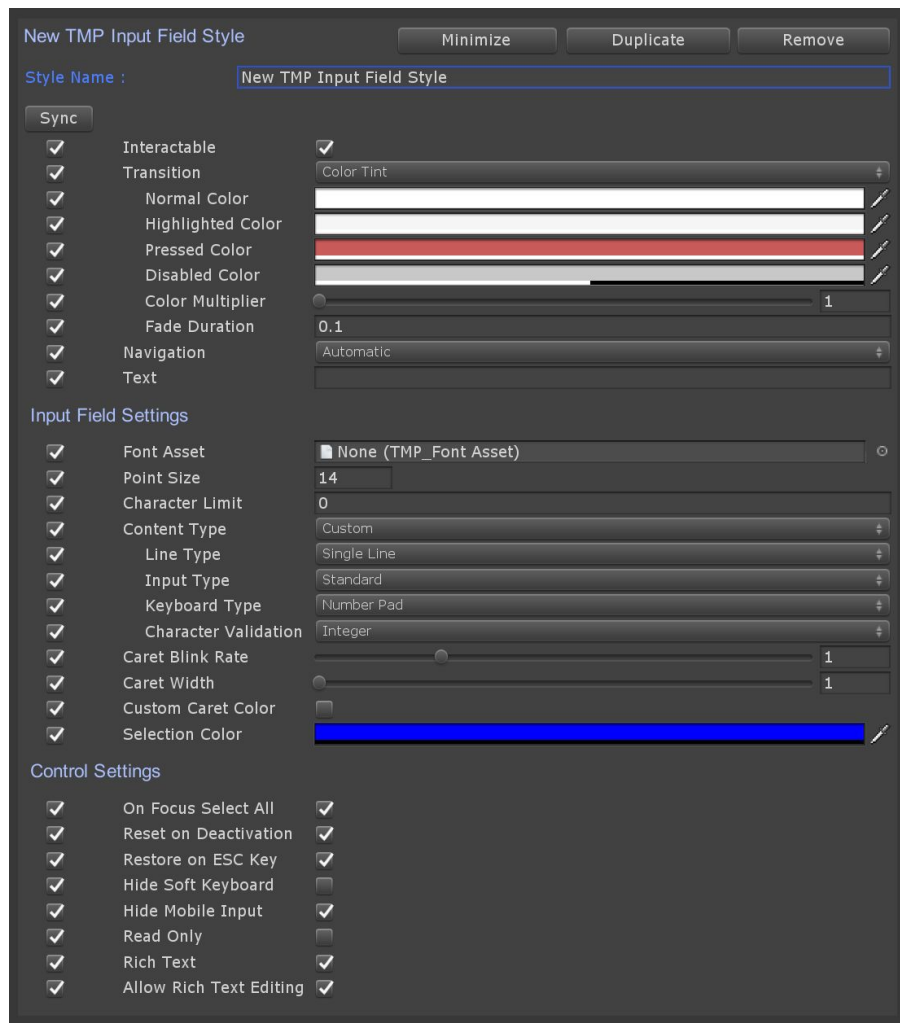 New TMP Input Field Style Minimize Duplicate Remove
Style Name : New TMP Input Field Style
Sync
Interactable
Transition Color Tint
Normal Color
Highlighted Color
Pressed Color
Disabled Color
Color Multiplier 1
Fade Duration 0.1
Navigation Automatic
Text
Input Field Settings
Font Asset None (TMP_Font Asset)
Point Size 14
Character Limit 0
Content Type Custom
Line Type Single Line
Input Type Standard
Keyboard Type Number Pad
Character Validation Integer
Caret Blink Rate 1
Caret Width 1
Custom Caret Color
Selection Color
Control Settings
On Focus Select All
Reset on Deactivation
Restore on ESC Key
Hide Soft Keyboard
Hide Mobile Input
Read Only
Rich Text
Allow Rich Text Editing